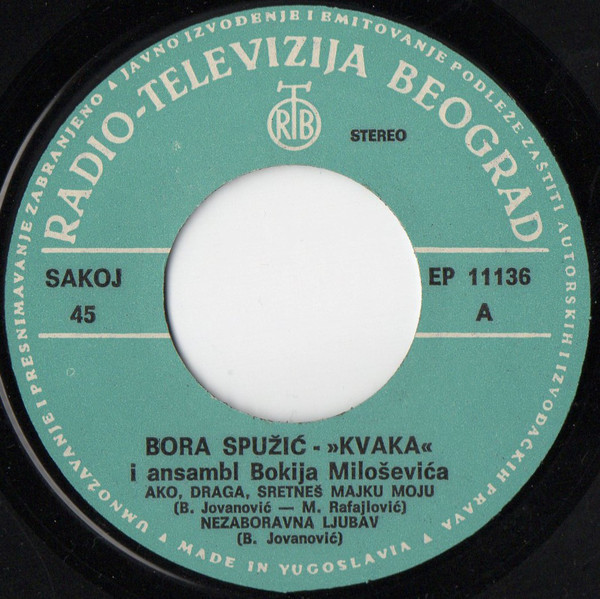 UMNOŽAVANJE I PRESNIMAVANJE ZABRANJENO ▲ JAVNO IZVOĐENJE I EMITOVANJE PODLEŽE ZAŠTITI AUTORSKIH I IZVOĐAČKIH PRAVA ▲
RADIO-TELEVIZIJA BEOGRAD
RTB
STEREO
SAKOJ
45
EP 11136
A
BORA SPUŽIĆ - »KVAKA«
i ansambl Bokija Miloševića
AKO, DRAGA, SRETNEŠ MAJKU MOJU
(B. Jovanović — M. Rafajlović)
NEZABORAVNA LJUBAV
(B. Jovanović)
MADE IN YUGOSLAVIA